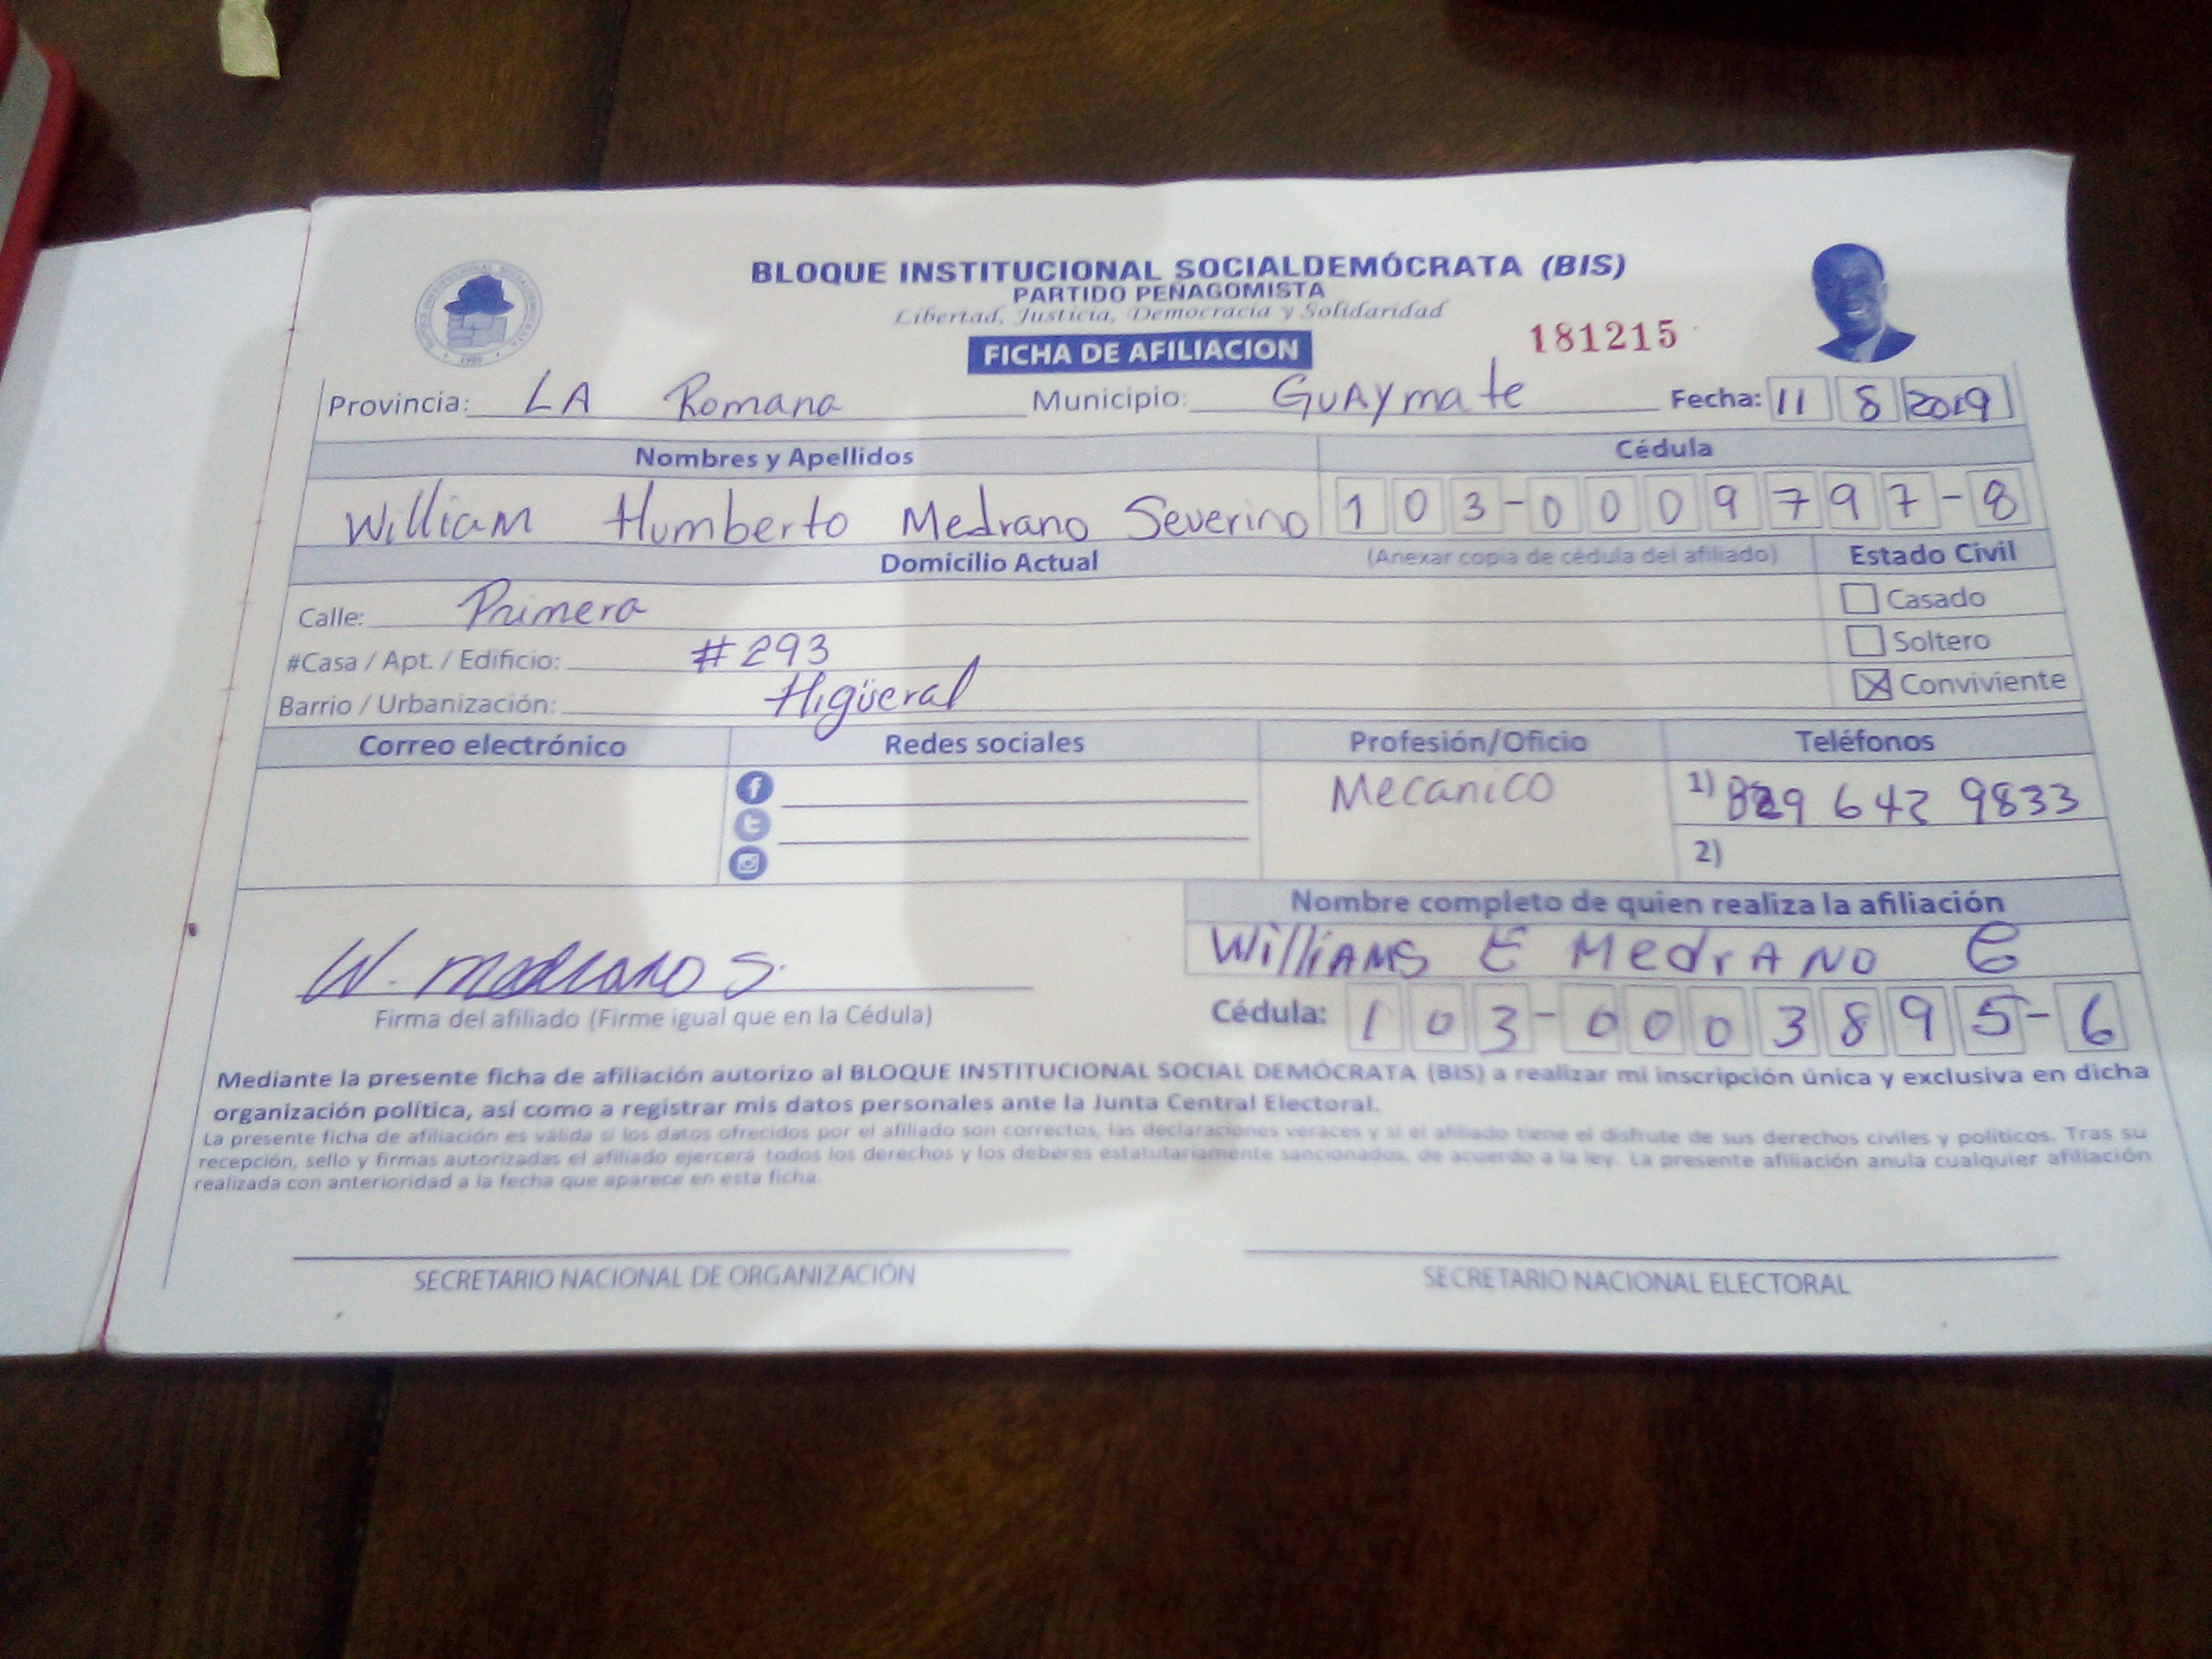 BLOQUE INSTITUCIONAL SOCIALDEMÓCRATA (BIS)
PARTIDO PEÑAGOMISTA
Libertad, Justicia, Democracia y Solidaridad
FICHA DE AFILIACION
181215
Provincia: LA Romana Municipio: Guaymate Fecha: 11 8 2019
Nombres y Apellidos Cédula
William Humberto Medrano Severino 103-0009797-8
Domicilio Actual (Anexar copia de cédula del afiliado) Estado Civil
Calle: Primera Casado
#Casa / Apt. / Edificio: #293 Soltero
Barrio / Urbanización: Higüeral Conviviente
Correo electrónico Redes sociales Profesión/Oficio Teléfonos
Mecanico 1) 829 642 9833
2)
Nombre completo de quien realiza la afiliación
Williams E Medrano G
W. Medrano S.
Firma del afiliado (Firme igual que en la Cédula) Cédula: 103-0003895-6
Mediante la presente ficha de afiliación autorizo al BLOQUE INSTITUCIONAL SOCIAL DEMÓCRATA (BIS) a realizar mi inscripción única y exclusiva en dicha
organización política, así como a registrar mis datos personales ante la Junta Central Electoral.
La presente ficha de afiliación es válida si los datos ofrecidos por el afiliado son correctos, las declaraciones veraces y si el afiliado tiene el disfrute de sus derechos civiles y políticos. Tras su
recepción, sello y firmas autorizadas el afiliado ejercerá todos los derechos y los deberes estatutariamente sancionados, de acuerdo a la ley. La presente afiliación anula cualquier afiliación
realizada con anterioridad a la fecha que aparece en esta ficha.
SECRETARIO NACIONAL DE ORGANIZACIÓN SECRETARIO NACIONAL ELECTORAL